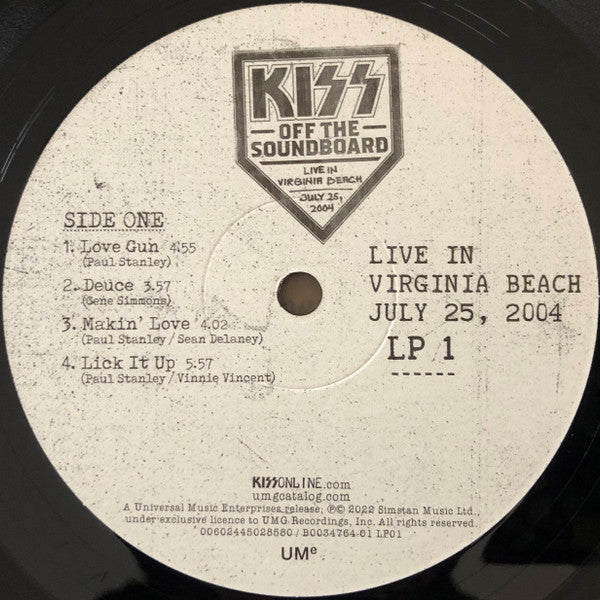 KISS
OFF THE
SOUNDBOARD
LIVE IN
VIRGINIA BEACH
JULY 25,
2004
SIDE ONE
1. Love Gun 4:55
(Paul Stanley)
2. Deuce 3:57
(Gene Simmons)
3. Makin' Love 4.02
(Paul Stanley / Sean Delaney)
4. Lick It Up 5:57
(Paul Stanley / Vinnie Vincent)
LIVE IN
VIRGINIA BEACH
JULY 25, 2004
LP 1
KISSONLINE.com
umgcatalog.com
A Universal Music Enterprises release; ℗© 2022 Simstan Music Ltd.,
under exclusive licence to UMG Recordings, Inc. All rights reserved.
00602445028580 / B0034764-01 LP01
UMe